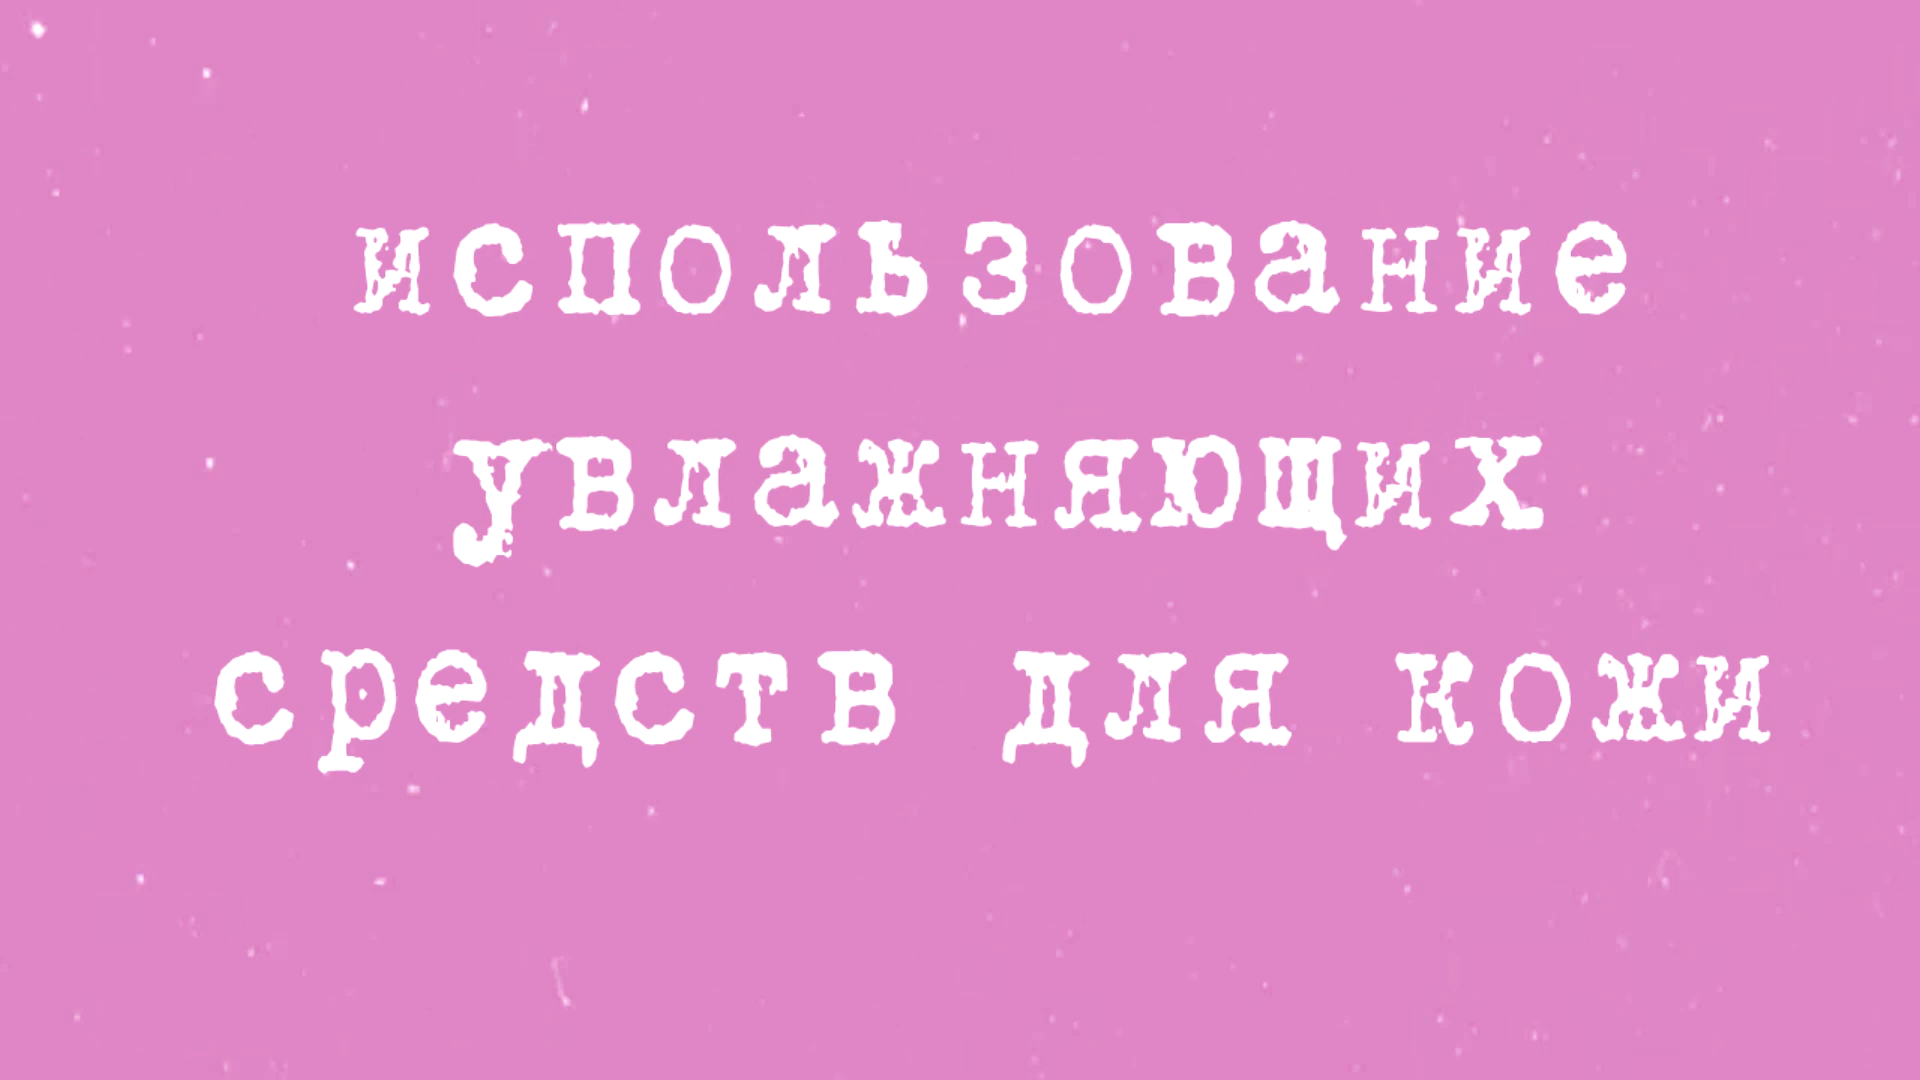 использование
увлажняющих
средств для кожи